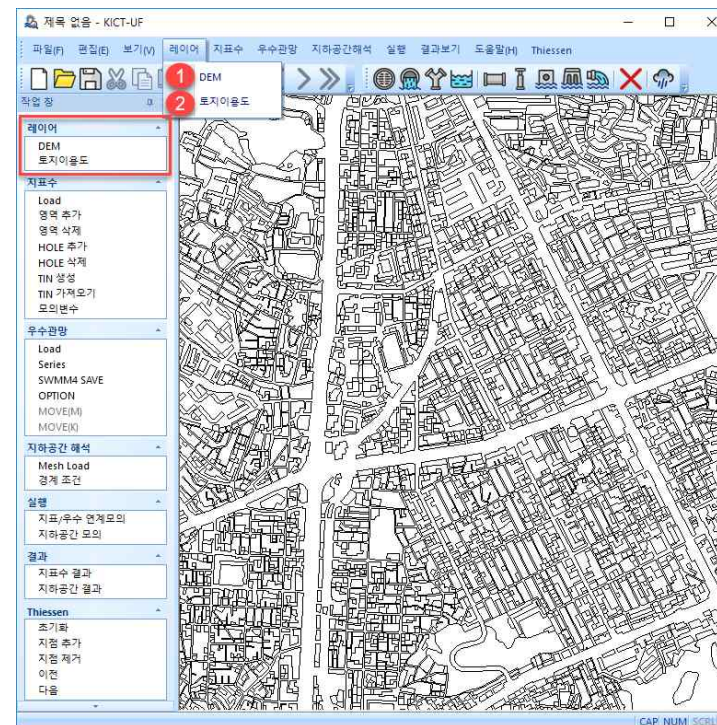 제목 없음 - KICT-UF
파일(F) 편집(E) 보기(V) 레이어 지표수 우수관망 지하공간해석 실행 결과보기 도움말(H) Thiessen
1 DEM
2 토지이용도
작업 창
레이어
DEM
토지이용도
지표수
Load
영역 추가
영역 삭제
HOLE 추가
HOLE 삭제
TIN 생성
TIN 가져오기
모의변수
우수관망
Load
Series
SWMM4 SAVE
OPTION
MOVE(M)
MOVE(K)
지하공간 해석
Mesh Load
경계 조건
실행
지표/우수 연계모의
지하공간 모의
결과
지표수 결과
지하공간 결과
Thiessen
초기화
지점 추가
지점 제거
이전
다음
CAP NUM SCRL